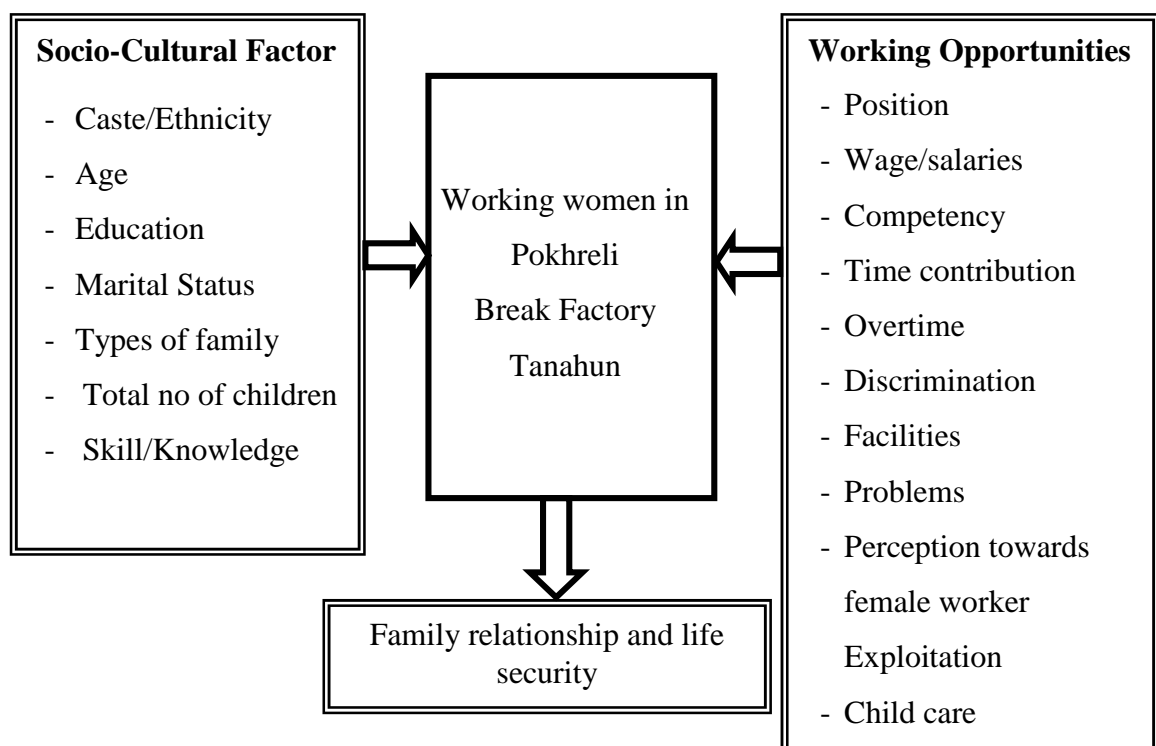 Socio-Cultural Factor
- Caste/Ethnicity
- Age
- Education
- Marital Status
- Types of family
- Total no of children
- Skill/Knowledge
Working women in
Pokhreli
Break Factory
Tanahun
Working Opportunities
- Position
- Wage/salaries
- Competency
- Time contribution
- Overtime
- Discrimination
- Facilities
- Problems
- Perception towards
female worker
Exploitation
- Child care
Family relationship and life
security